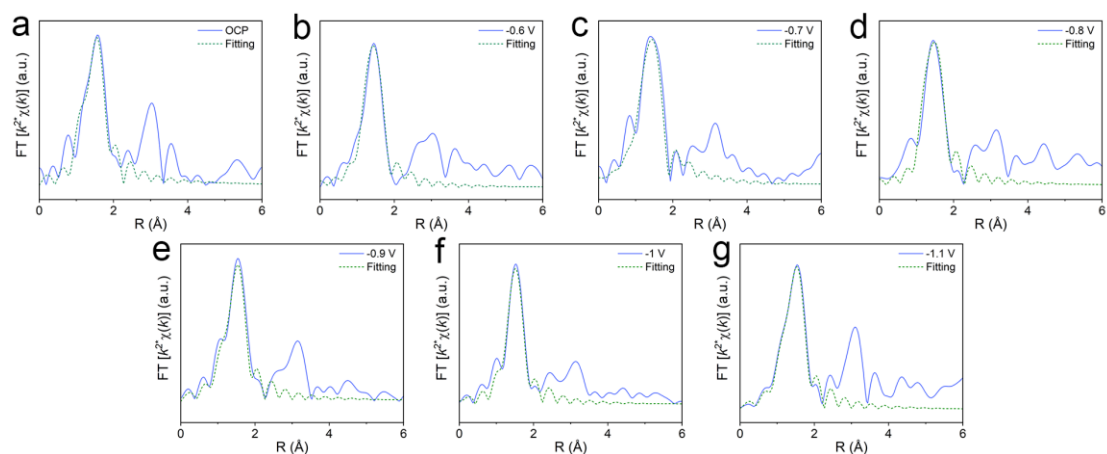 a
OCP
Fitting
FT [k²*χ(k)] (a.u.)
0 2 4 6
R (Å)
b
-0.6 V
Fitting
FT [k²*χ(k)] (a.u.)
0 2 4 6
R (Å)
c
-0.7 V
Fitting
FT [k²*χ(k)] (a.u.)
0 2 4 6
R (Å)
d
-0.8 V
Fitting
FT [k²*χ(k)] (a.u.)
0 2 4 6
R (Å)
e
-0.9 V
Fitting
FT [k²*χ(k)] (a.u.)
0 2 4 6
R (Å)
f
-1 V
Fitting
FT [k²*χ(k)] (a.u.)
0 2 4 6
R (Å)
g
-1.1 V
Fitting
FT [k²*χ(k)] (a.u.)
0 2 4 6
R (Å)